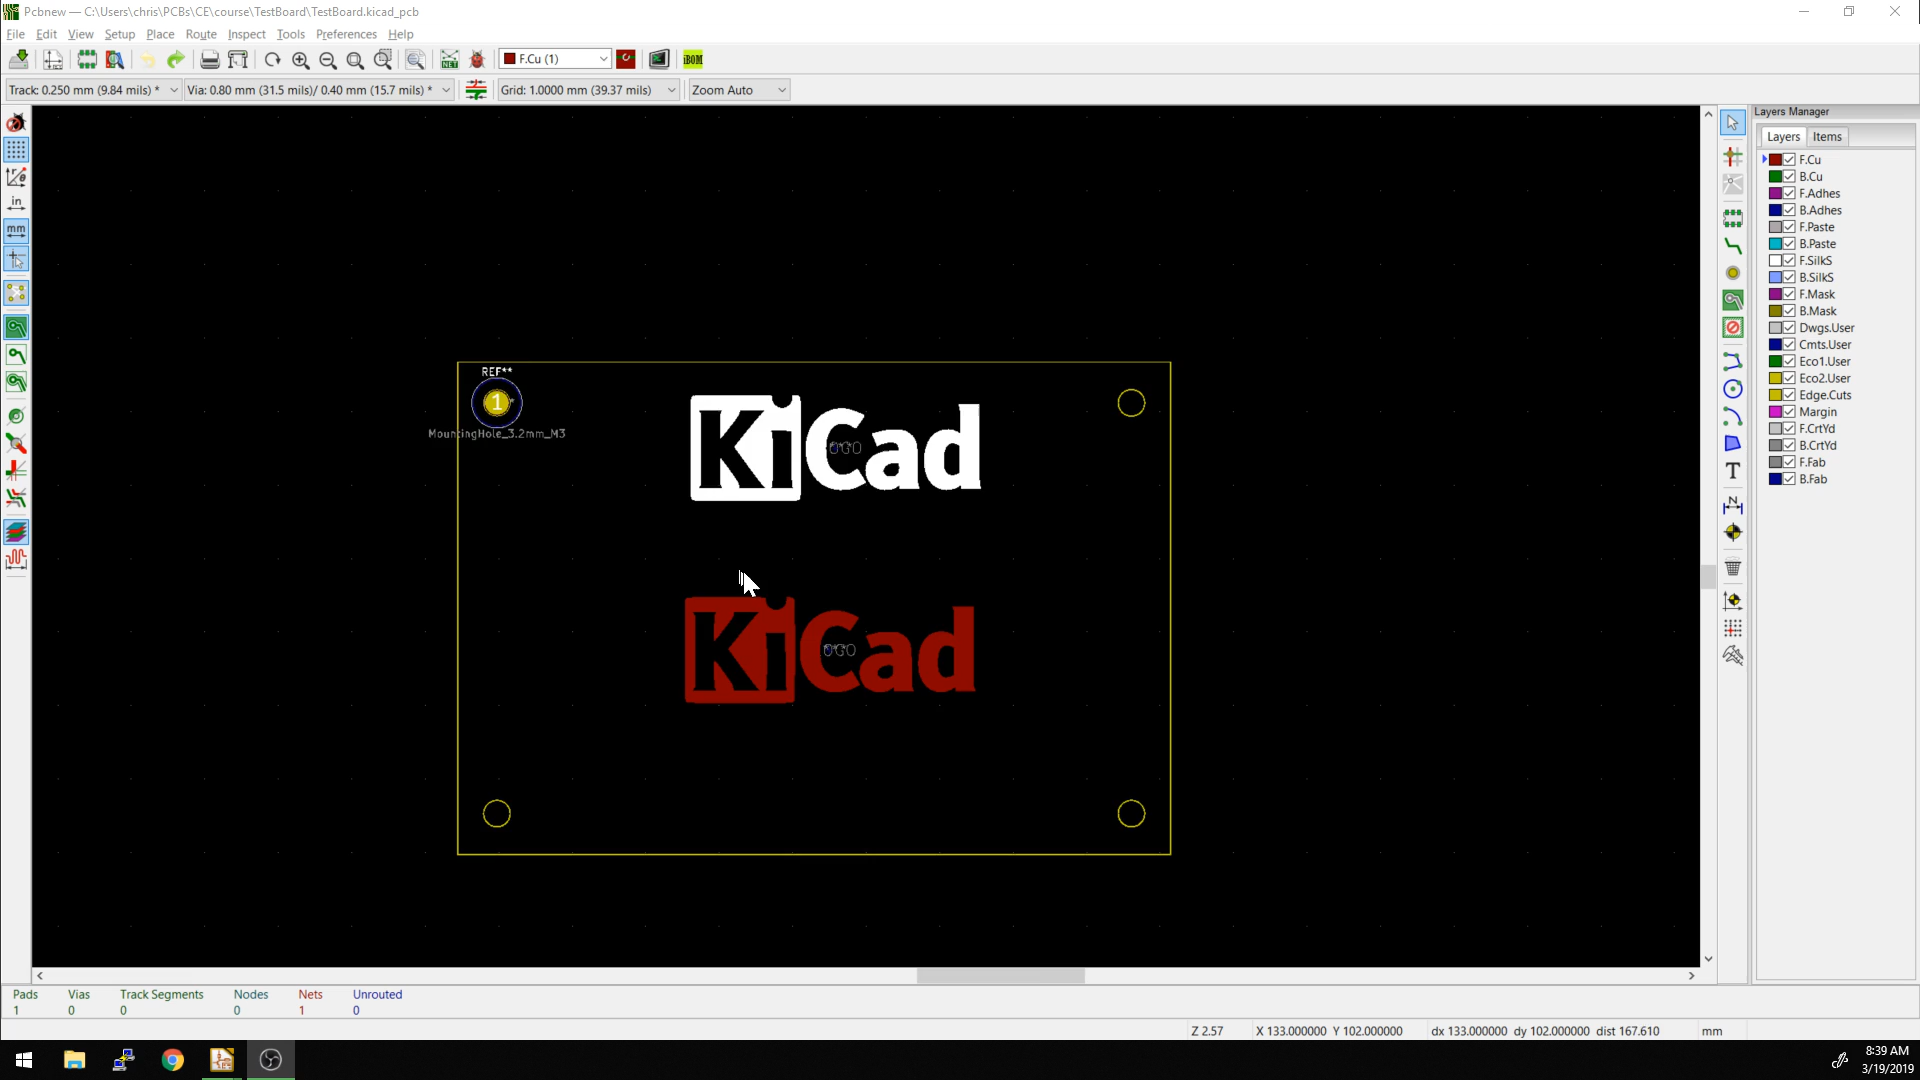 Pcbnew — C:\Users\chris\PCBs\CE\course\TestBoard\TestBoard.kicad_pcb
File Edit View Setup Place Route Inspect Tools Preferences Help
NET F.Cu (1) iBOM
Track: 0.250 mm (9.84 mils) * Via: 0.80 mm (31.5 mils)/ 0.40 mm (15.7 mils) * Grid: 1.0000 mm (39.37 mils) Zoom Auto
Layers Manager
Layers Items
F.Cu
B.Cu
F.Adhes
B.Adhes
F.Paste
B.Paste
F.SilkS
B.SilkS
F.Mask
B.Mask
Dwgs.User
Cmts.User
Eco1.User
Eco2.User
Edge.Cuts
Margin
F.CrtYd
B.CrtYd
F.Fab
B.Fab
in
mm
REF**
1
MountingHole_3.2mm_M3
KiCad
KiCad
T
N
Pads Vias Track Segments Nodes Nets Unrouted
1 0 0 0 1 0
Z 2.57 X 133.000000 Y 102.000000 dx 133.000000 dy 102.000000 dist 167.610 mm
8:39 AM
3/19/2019